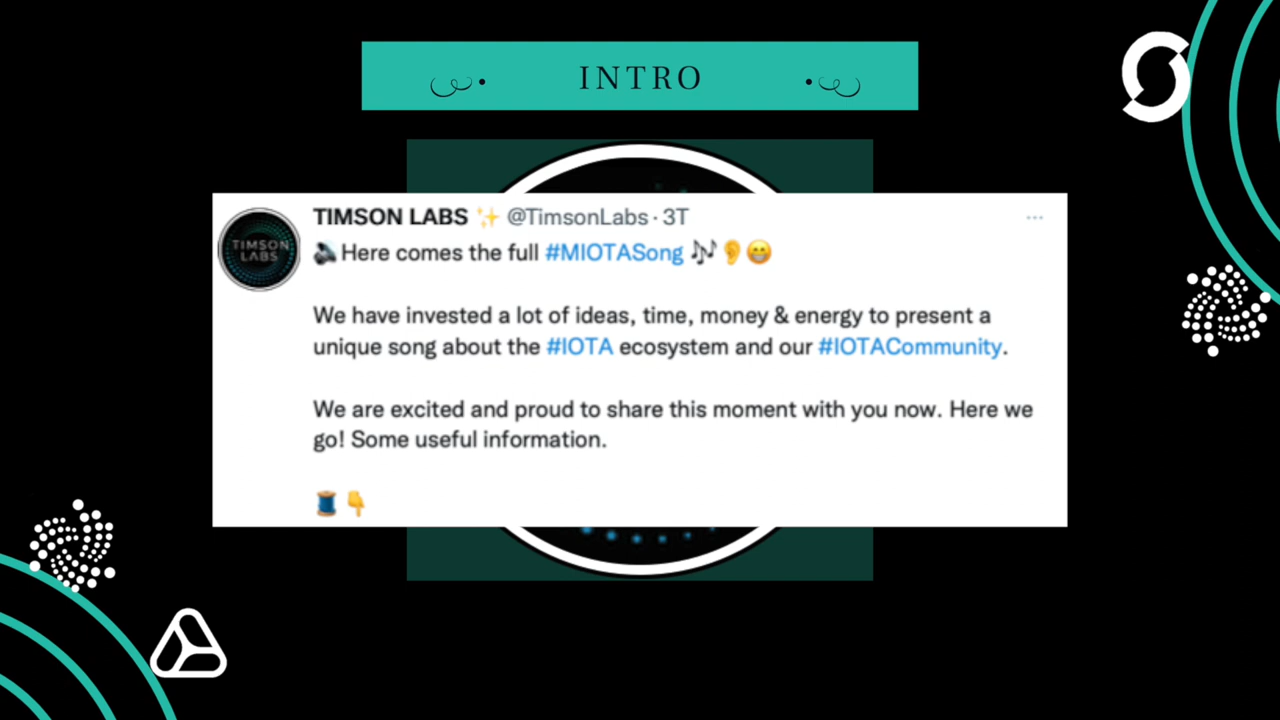 INTRO
TIMSON LABS ✨ @TimsonLabs · 3T
🔊Here comes the full #MIOTASong 🎶👂😁
We have invested a lot of ideas, time, money & energy to present a
unique song about the #IOTA ecosystem and our #IOTACommunity.
We are excited and proud to share this moment with you now. Here we
go! Some useful information.
🧵👇
TIMSON
LABS